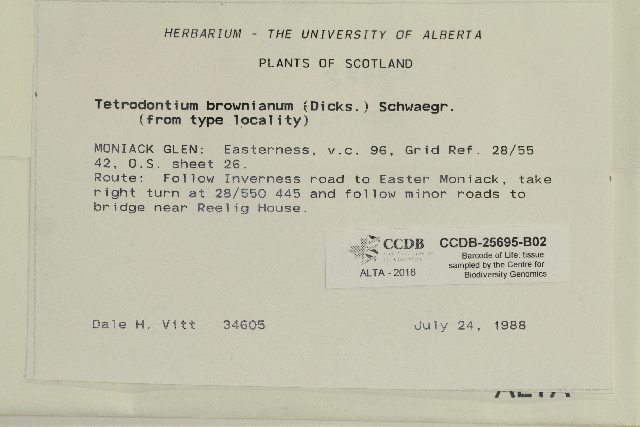 HERBARIUM - THE UNIVERSITY OF ALBERTA
PLANTS OF SCOTLAND
Tetrodontium brownianum (Dicks.) Schwaegr.
(from type locality)
MONIACK GLEN: Easterness, v.c. 96, Grid Ref. 28/55
42, O.S. sheet 26.
Route: Follow Inverness road to Easter Moniack, take
right turn at 28/550 445 and follow minor roads to
bridge near Reelig House.
CCDB
ALTA - 2018
CCDB-25695-B02
Barcode of Life: tissue
sampled by the Centre for
Biodiversity Genomics
Dale H. Vitt 34605
July 24, 1988
ALTA